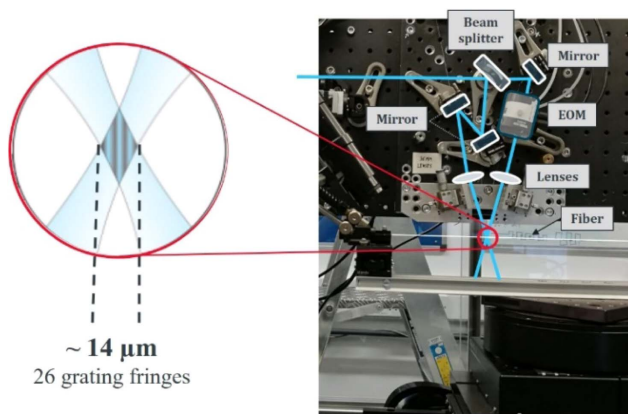 Beam
splitter
Mirror
EOM
Mirror
Lenses
Fiber
~ 14 μm
26 grating fringes